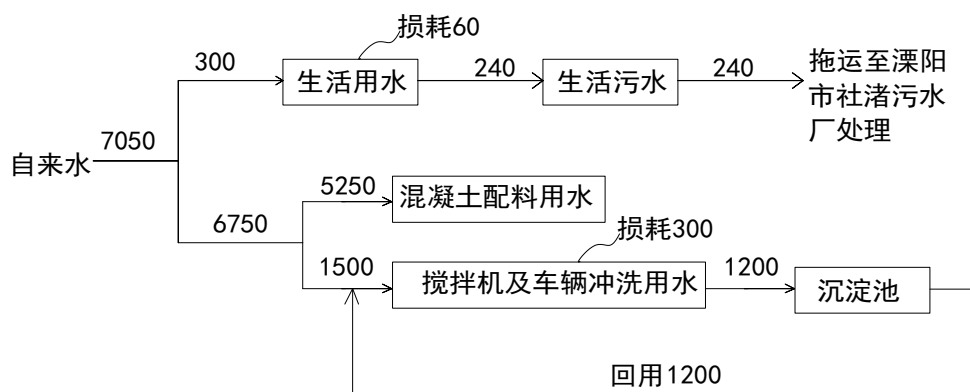 损耗60
300
生活用水
240
生活污水
240
拖运至溧阳
市社渚污水
厂处理
自来水
7050
5250
混凝土配料用水
6750
损耗300
1500
搅拌机及车辆冲洗用水
1200
沉淀池
回用1200